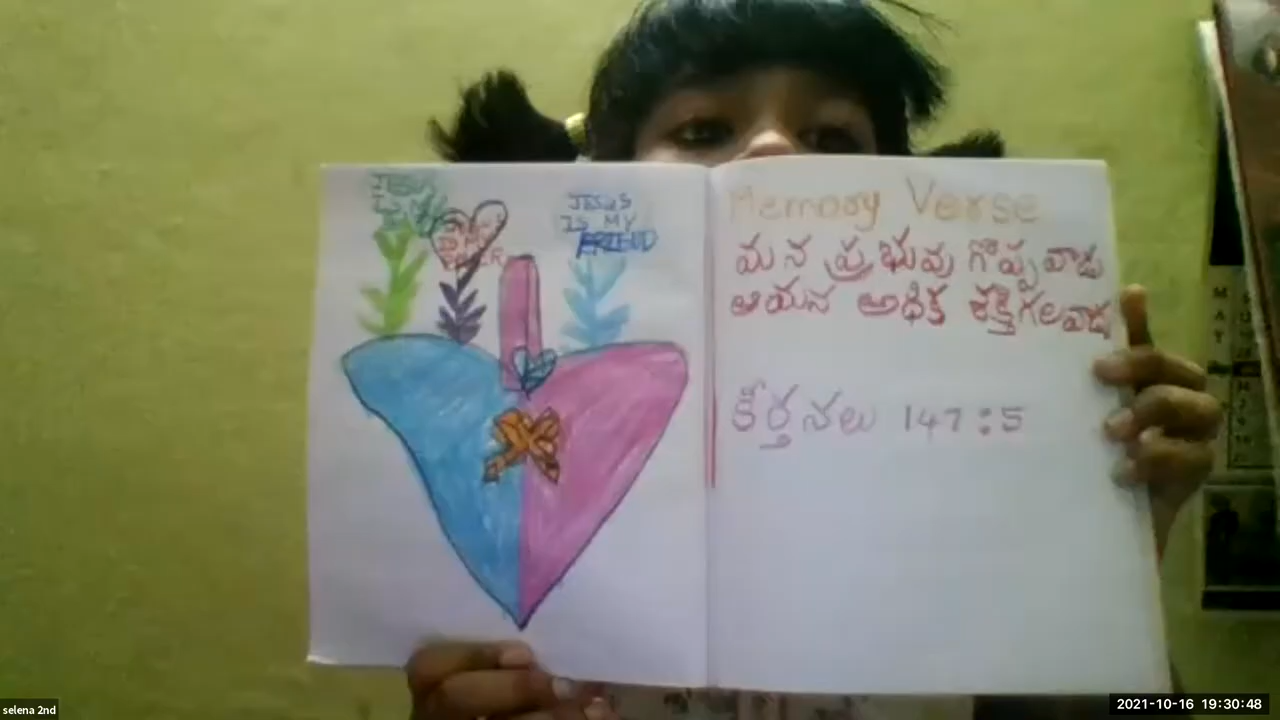 JESUS
IS MY
FRIEND
Memory Verse
మన ప్రభువు గొప్పవాడు
ఆయన అధిక శక్తిగలవాడు
కీర్తనలు 147:5
MAY
selena 2nd
2021-10-16 19:30:48